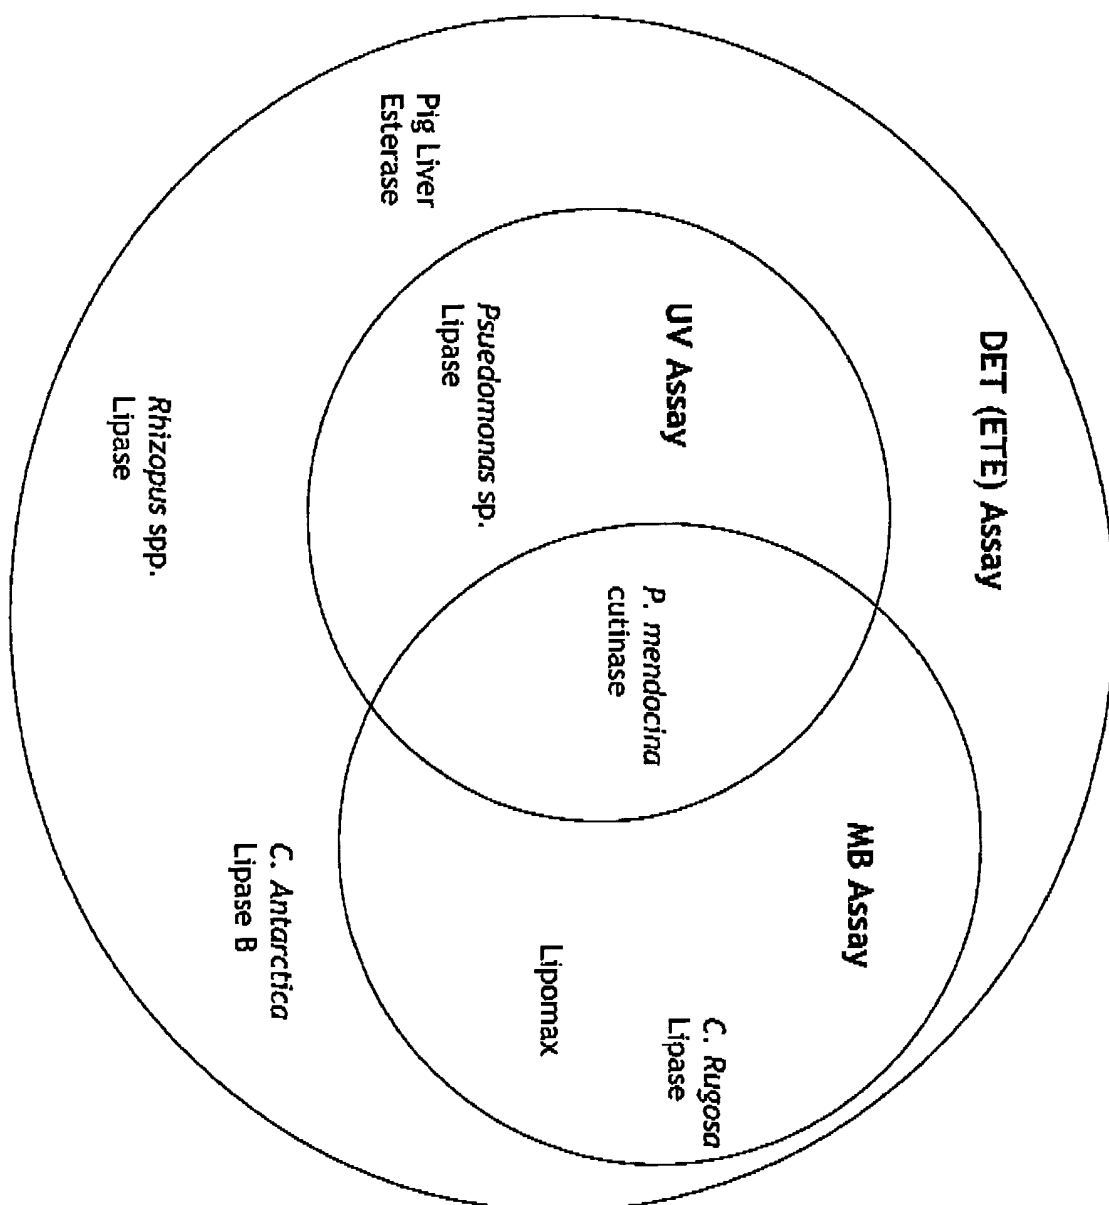 DET (ETE) Assay
UV Assay
MB Assay
P. mendocina
cutinase
C. Rugosa
Lipase
Psuedomonas sp.
Lipase
Lipomax
Pig Liver
Esterase
C. Antarctica
Lipase B
Rhizopus spp.
Lipase